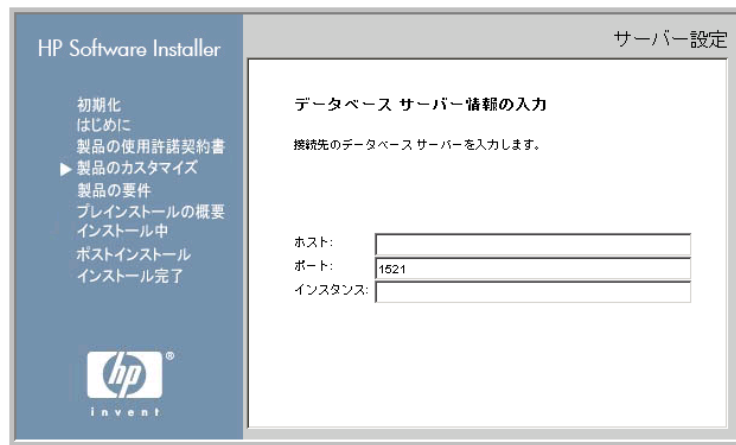 HP Software Installer
サーバー設定
初期化
はじめに
製品の使用許諾契約書
製品のカスタマイズ
製品の要件
プレインストールの概要
インストール中
ポストインストール
インストール完了
hp
®
invent
データベース サーバー情報の入力
接続先のデータベース サーバーを入力します。
ホスト:
ポート: 1521
インスタンス: